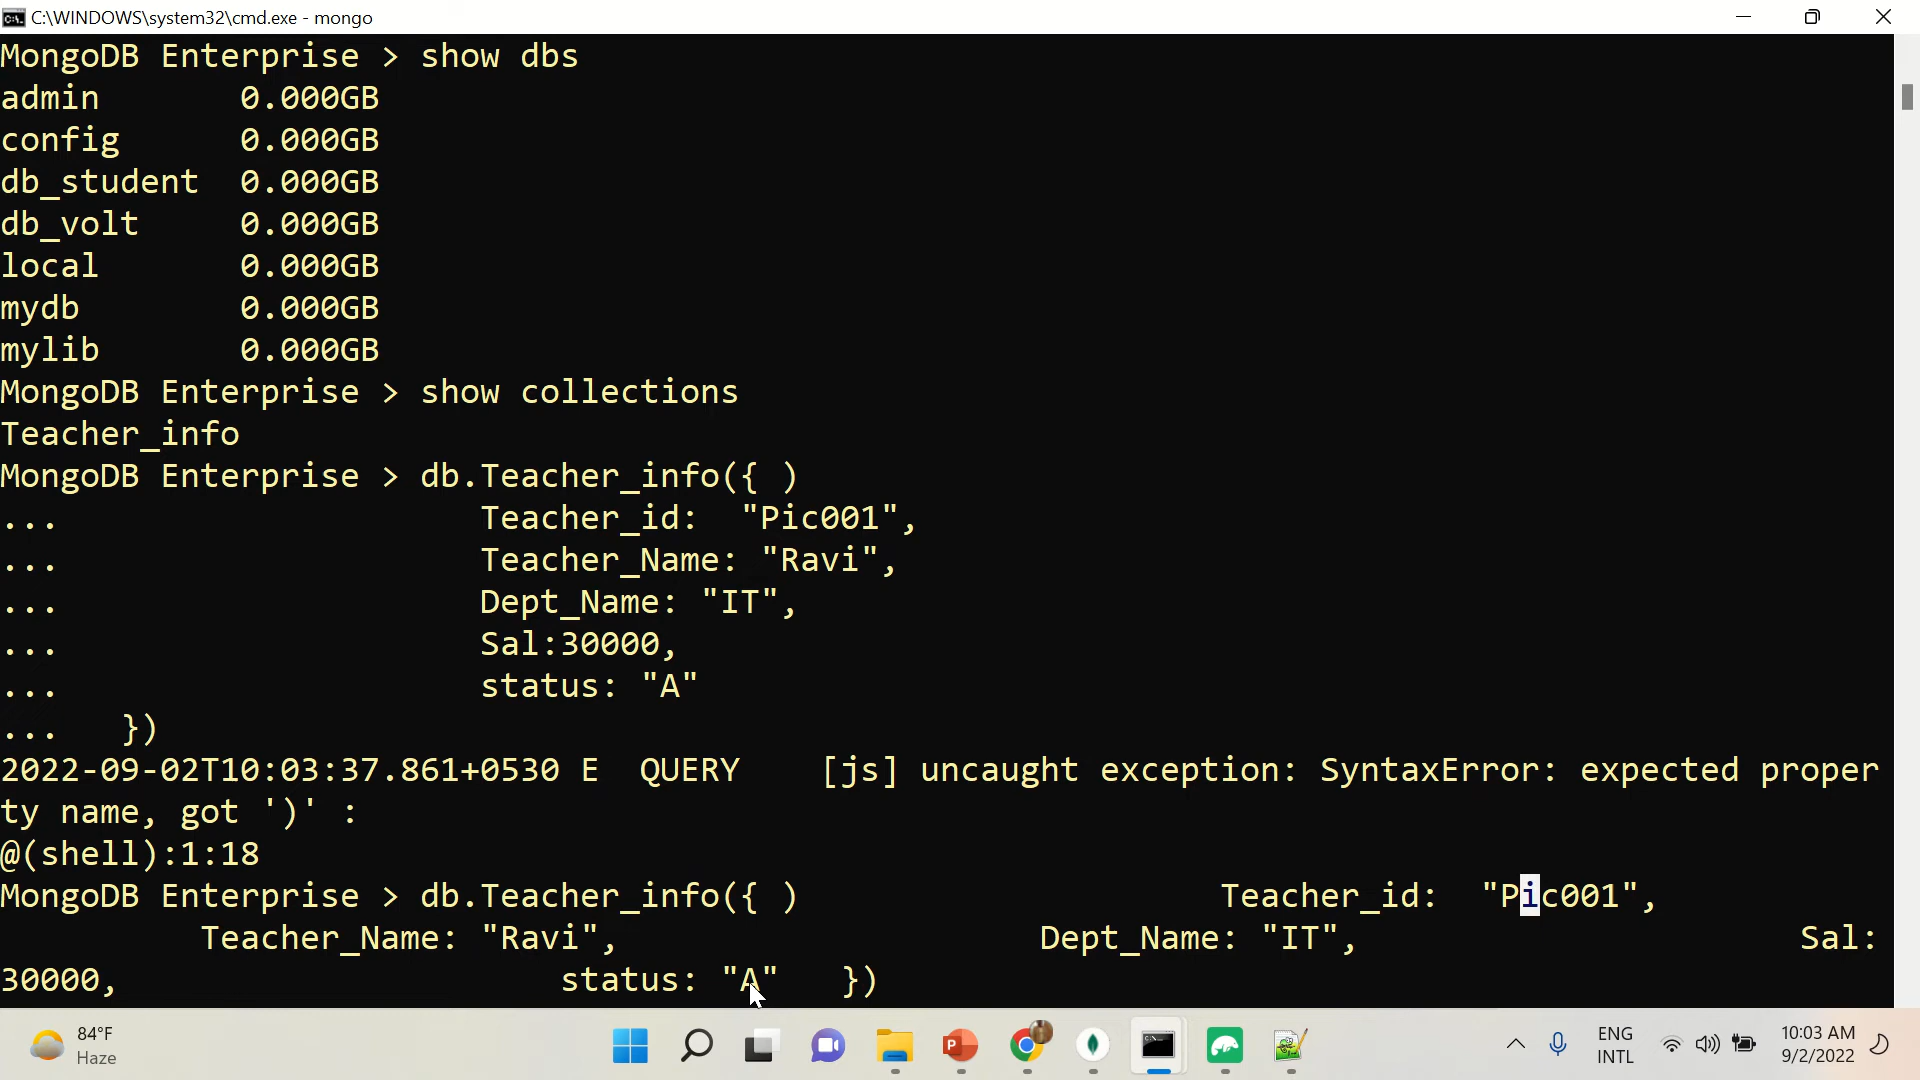 C:\WINDOWS\system32\cmd.exe - mongo
MongoDB Enterprise > show dbs
admin       0.000GB
config      0.000GB
db_student  0.000GB
db_volt     0.000GB
local       0.000GB
mydb        0.000GB
mylib       0.000GB
MongoDB Enterprise > show collections
Teacher_info
MongoDB Enterprise > db.Teacher_info({ )
...                     Teacher_id:  "Pic001",
...                     Teacher_Name: "Ravi",
...                     Dept_Name: "IT",
...                     Sal:30000,
...                     status: "A"
...   })
2022-09-02T10:03:37.861+0530 E  QUERY    [js] uncaught exception: SyntaxError: expected proper
ty name, got ')' :
@(shell):1:18
MongoDB Enterprise > db.Teacher_info({ )                     Teacher_id:  "Pic001",
          Teacher_Name: "Ravi",                     Dept_Name: "IT",                      Sal:
30000,                      status: "A"   })
84°F
Haze
ENG
INTL
10:03 AM
9/2/2022